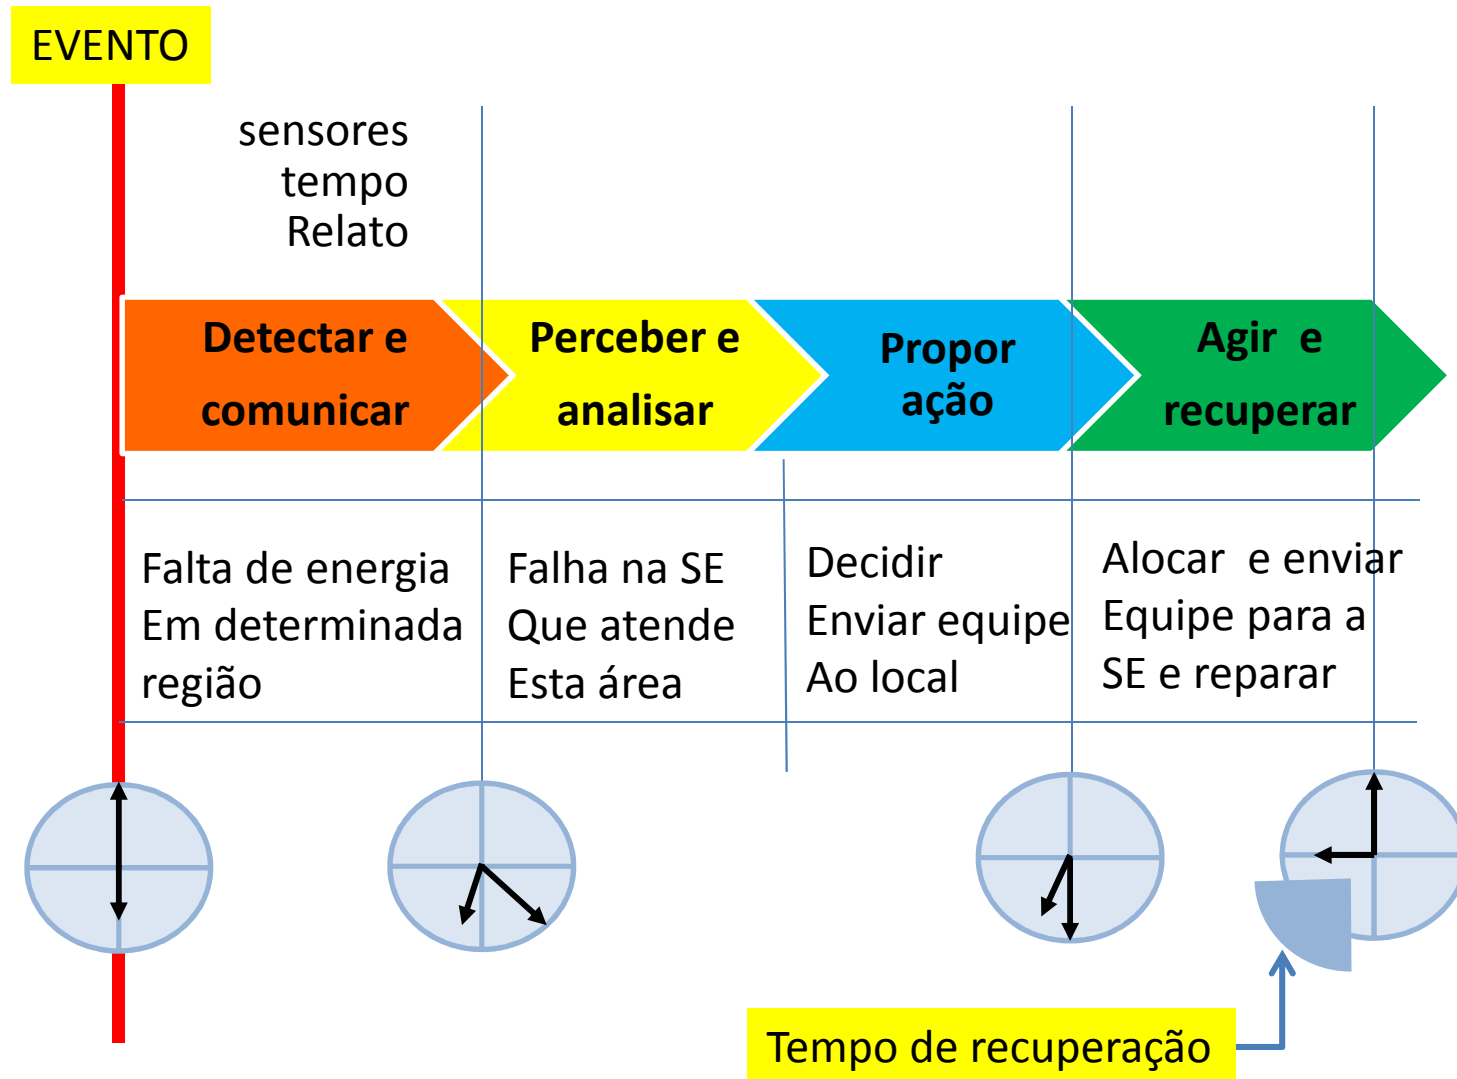 EVENTO
sensores
tempo
Relato
Detectar e
comunicar
Perceber e
analisar
Propor
ação
Agir e
recuperar
Falta de energia
Em determinada
região
Falha na SE
Que atende
Esta área
Decidir
Enviar equipe
Ao local
Alocar e enviar
Equipe para a
SE e reparar
Tempo de recuperação